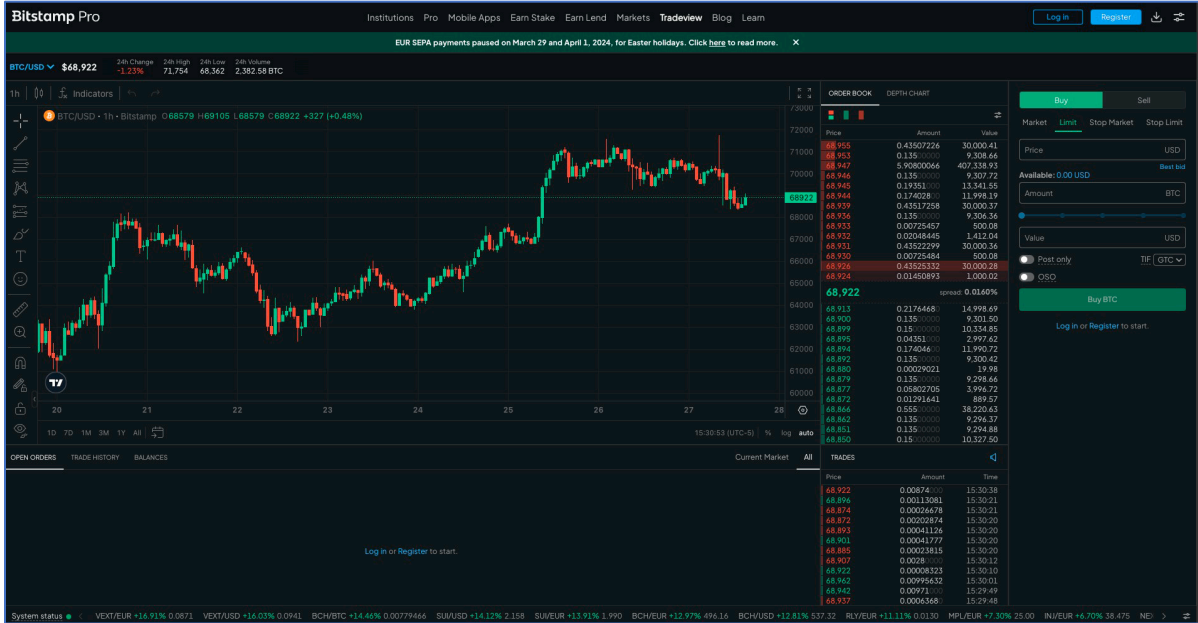 Bitstamp Pro
Institutions Pro Mobile Apps Earn Stake Earn Lend Markets Tradeview Blog Learn
Log in Register
EUR SEPA payments paused on March 29 and April 1, 2024, for Easter holidays. Click here to read more. ×
BTC/USD $68,922
24h Change 24h High 24h Low 24h Volume
-1.23% 71,754 68,362 2,382.58 BTC
1h Indicators
BTC/USD • 1h • Bitstamp O68579 H69105 L68579 C68922 +327 (+0.48%)
73000
72000
71000
70000
68922
68000
67000
66000
65000
64000
63000
62000
61000
60000
20 21 22 23 24 25 26 27 28
1D 7D 1M 3M 1Y All
15:30:53 (UTC-5) % log auto
ORDER BOOK DEPTH CHART
Price Amount Value
68,955 0.43507226 30,000.41
68,953 0.13500000 9,308.66
68,947 5.90800066 407,338.93
68,946 0.13500000 9,307.72
68,945 0.19351000 13,341.55
68,944 0.17402800 11,998.19
68,939 0.43517258 30,000.37
68,936 0.13500000 9,306.36
68,933 0.00725457 500.08
68,932 0.02048445 1,412.04
68,931 0.43522299 30,000.36
68,930 0.00725484 500.08
68,926 0.43525332 30,000.28
68,924 0.01450893 1,000.02
68,922 spread: 0.0160%
68,913 0.21764680 14,998.69
68,900 0.13500000 9,301.50
68,899 0.15000000 10,334.85
68,895 0.04351000 2,997.62
68,894 0.17404600 11,990.72
68,892 0.13500000 9,300.42
68,880 0.00029021 19.98
68,879 0.13500000 9,298.66
68,877 0.05802705 3,996.72
68,872 0.01291641 889.57
68,866 0.55500000 38,220.63
68,862 0.13500000 9,296.37
68,851 0.13500000 9,294.88
68,850 0.15000000 10,327.50
Buy Sell
Market Limit Stop Market Stop Limit
Price USD
Best bid
Available: 0.00 USD
Amount BTC
Value USD
Post only TIF GTC
OSO
Buy BTC
Log in or Register to start.
OPEN ORDERS TRADE HISTORY BALANCES
Current Market All
Log in or Register to start.
TRADES
Price Amount Time
68,922 0.00874000 15:30:38
68,896 0.00113081 15:30:21
68,874 0.00026678 15:30:21
68,872 0.00202874 15:30:20
68,893 0.00041126 15:30:20
68,901 0.00041777 15:30:20
68,885 0.00023815 15:30:20
68,907 0.00280000 15:30:12
68,922 0.00008323 15:30:10
68,962 0.00995632 15:30:01
68,942 0.00971000 15:29:49
68,937 0.00063680 15:29:48
System status VEXT/EUR +16.91% 0.0871 VEXT/USD +16.03% 0.0941 BCH/BTC +14.46% 0.00779466 SUI/USD +14.12% 2.158 SUI/EUR +13.91% 1.990 BCH/EUR +12.97% 496.16 BCH/USD +12.81% 537.32 RLY/EUR +11.11% 0.0130 MPL/EUR +7.30% 25.00 INJ/EUR +6.70% 38.475